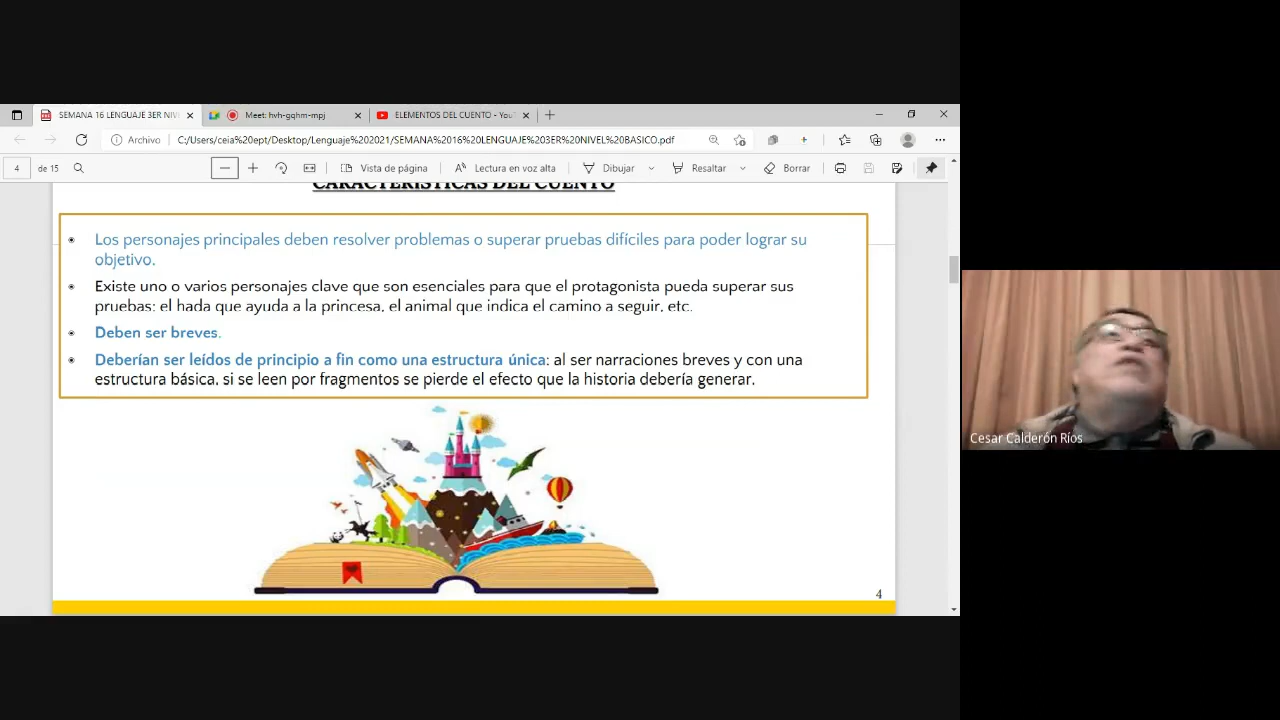 SEMANA 16 LENGUAJE 3ER NIV
Meet: hvh-gqhm-mpj
ELEMENTOS DEL CUENTO - You
Archivo
C:/Users/ceia%20ept/Desktop/Lenguaje%202021/SEMANA%2016%20LENGUAJE%203ER%20NIVEL%20BASICO.pdf
4 de 15
Vista de página
Lectura en voz alta
Dibujar
Resaltar
Borrar
CARACTERÍSTICAS DEL CUENTO
Los personajes principales deben resolver problemas o superar pruebas difíciles para poder lograr su
objetivo.
Existe uno o varios personajes clave que son esenciales para que el protagonista pueda superar sus
pruebas: el hada que ayuda a la princesa, el animal que indica el camino a seguir, etc.
Deben ser breves.
Deberían ser leídos de principio a fin como una estructura única: al ser narraciones breves y con una
estructura básica, si se leen por fragmentos se pierde el efecto que la historia debería generar.
4
Cesar Calderón Ríos